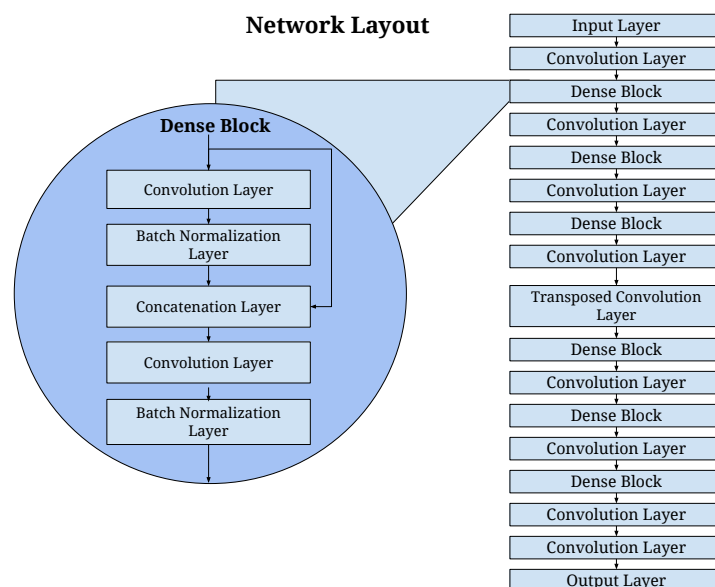 Network Layout
Dense Block
Convolution Layer
Batch Normalization
Layer
Concatenation Layer
Convolution Layer
Batch Normalization
Layer
Input Layer
Convolution Layer
Dense Block
Convolution Layer
Dense Block
Convolution Layer
Dense Block
Convolution Layer
Transposed Convolution
Layer
Dense Block
Convolution Layer
Dense Block
Convolution Layer
Dense Block
Convolution Layer
Convolution Layer
Output Layer